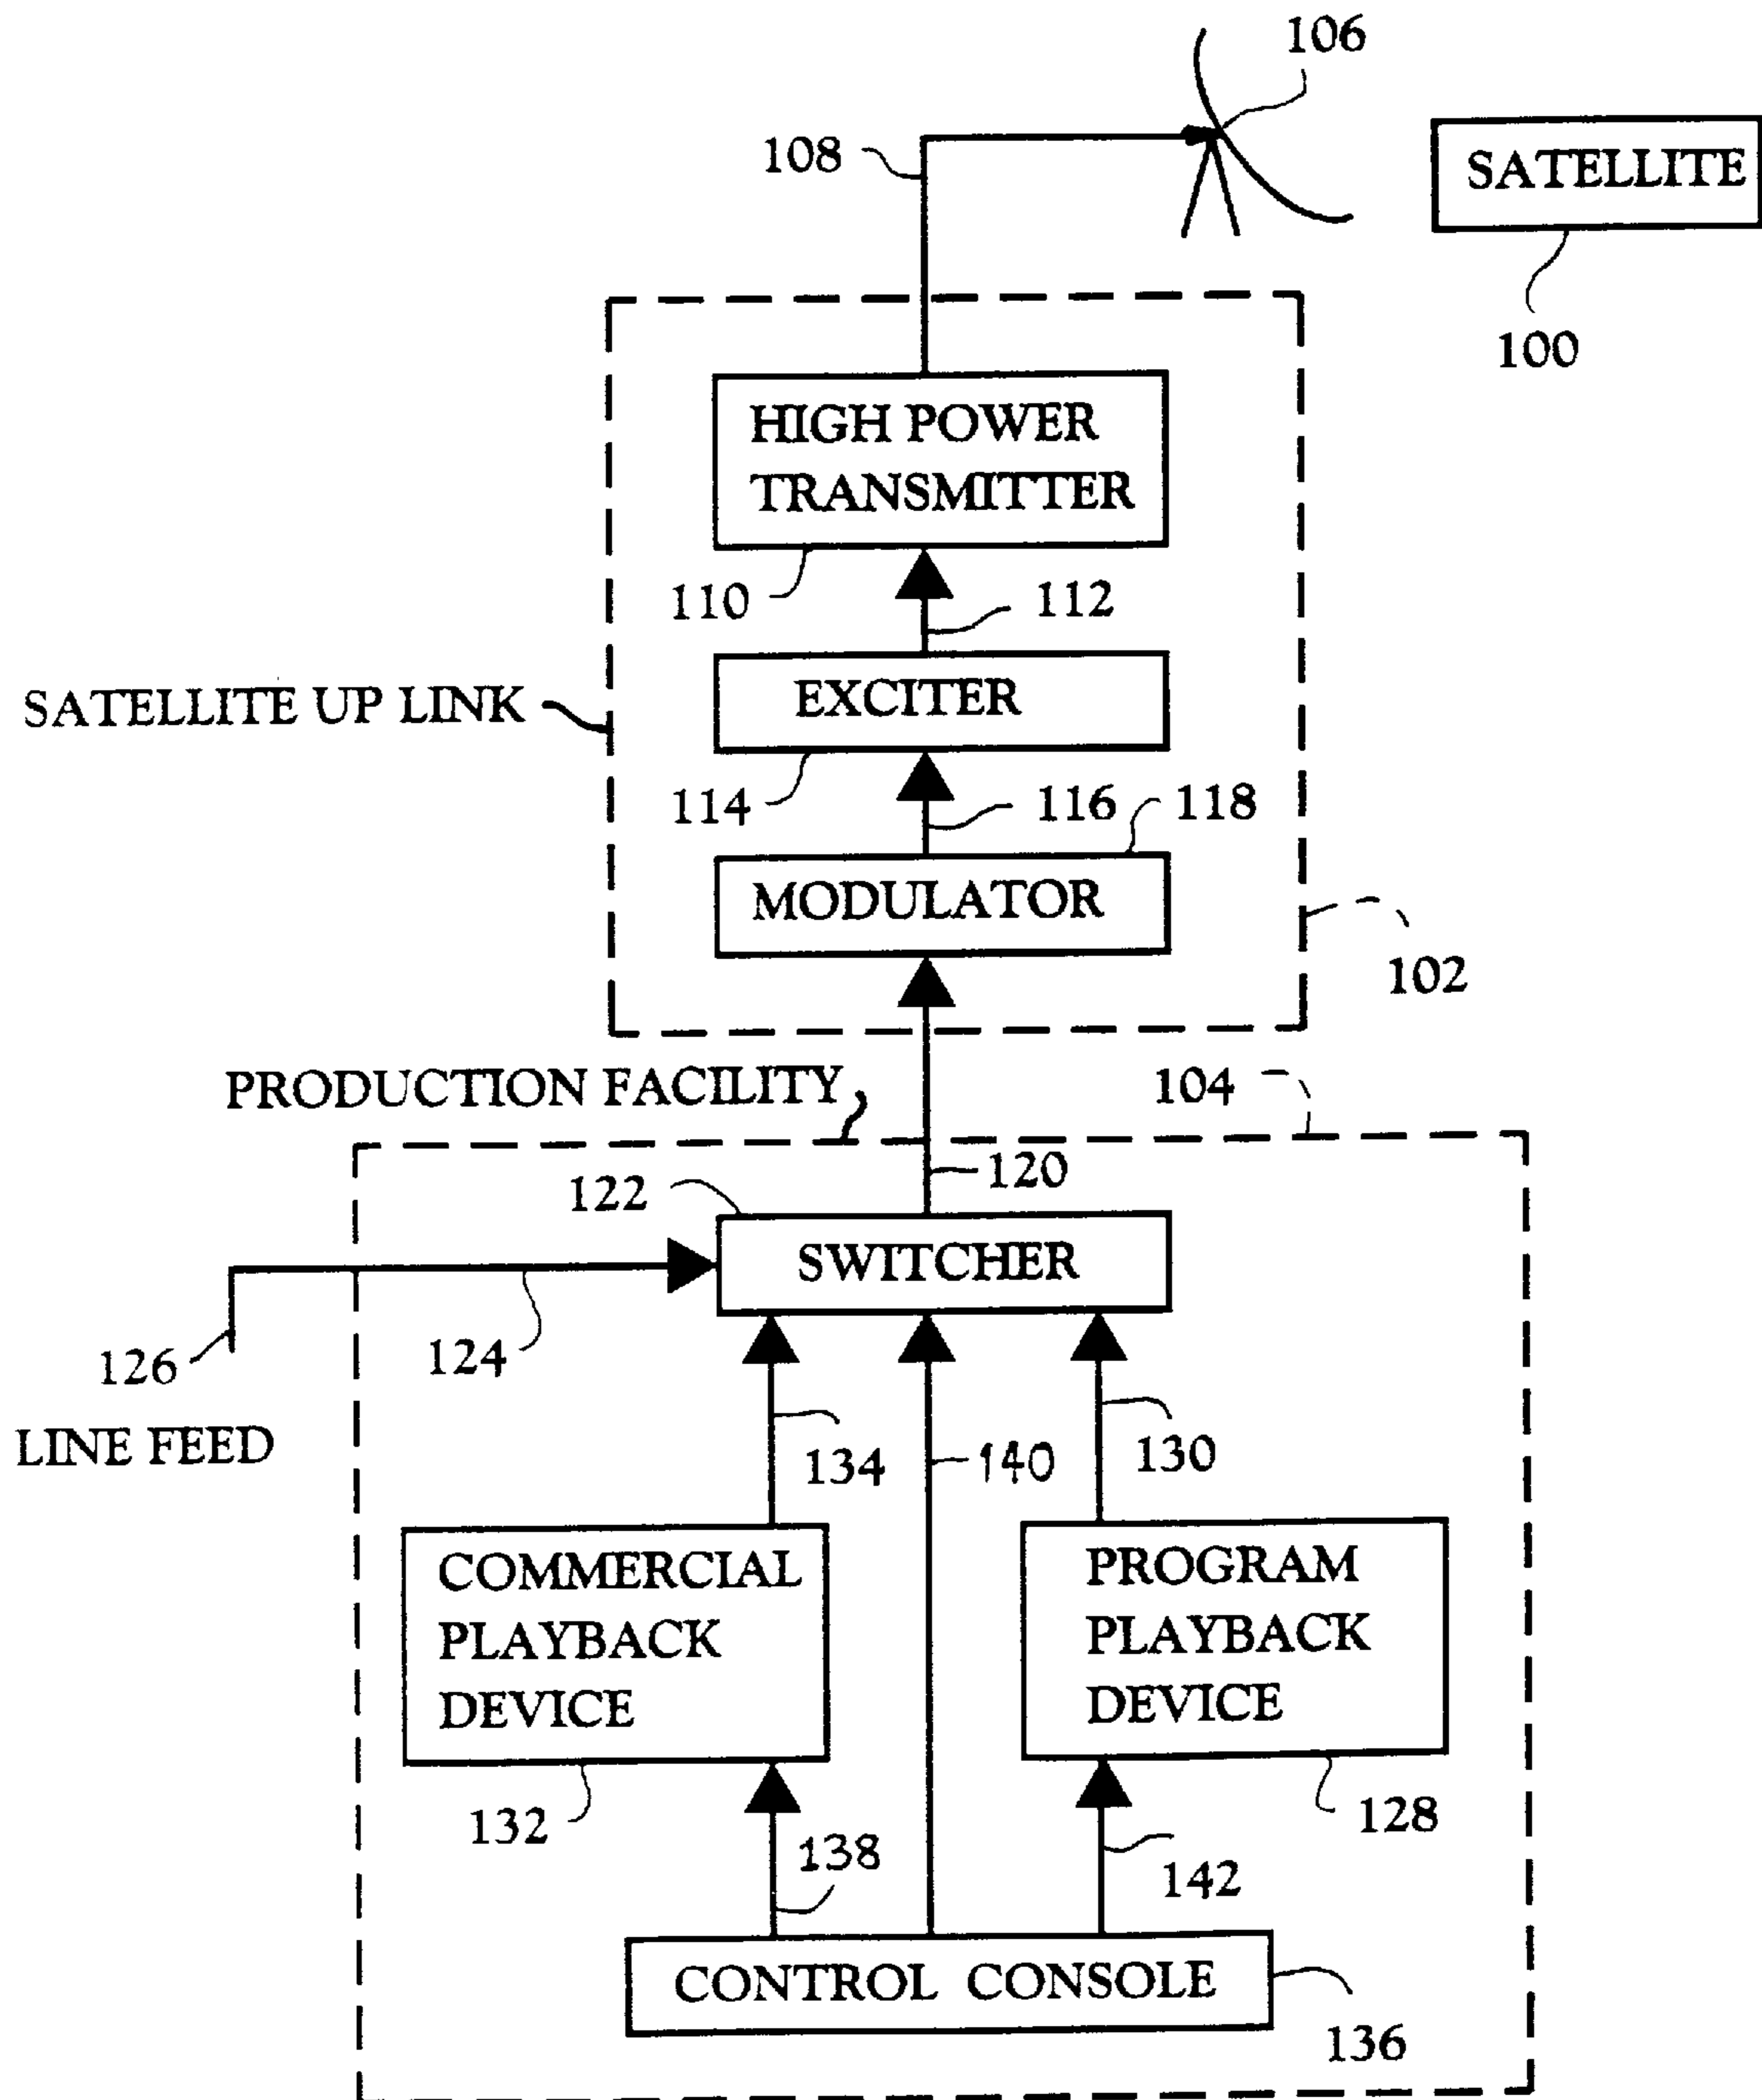 106
108
SATELLITE
100
HIGH POWER
TRANSMITTER
110
112
EXCITER
SATELLITE UP LINK
114
116
118
MODULATOR
102
PRODUCTION FACILITY
104
120
122
SWITCHER
126
124
LINE FEED
134
140
130
COMMERCIAL
PLAYBACK
DEVICE
PROGRAM
PLAYBACK
DEVICE
132
128
138
142
CONTROL CONSOLE
136